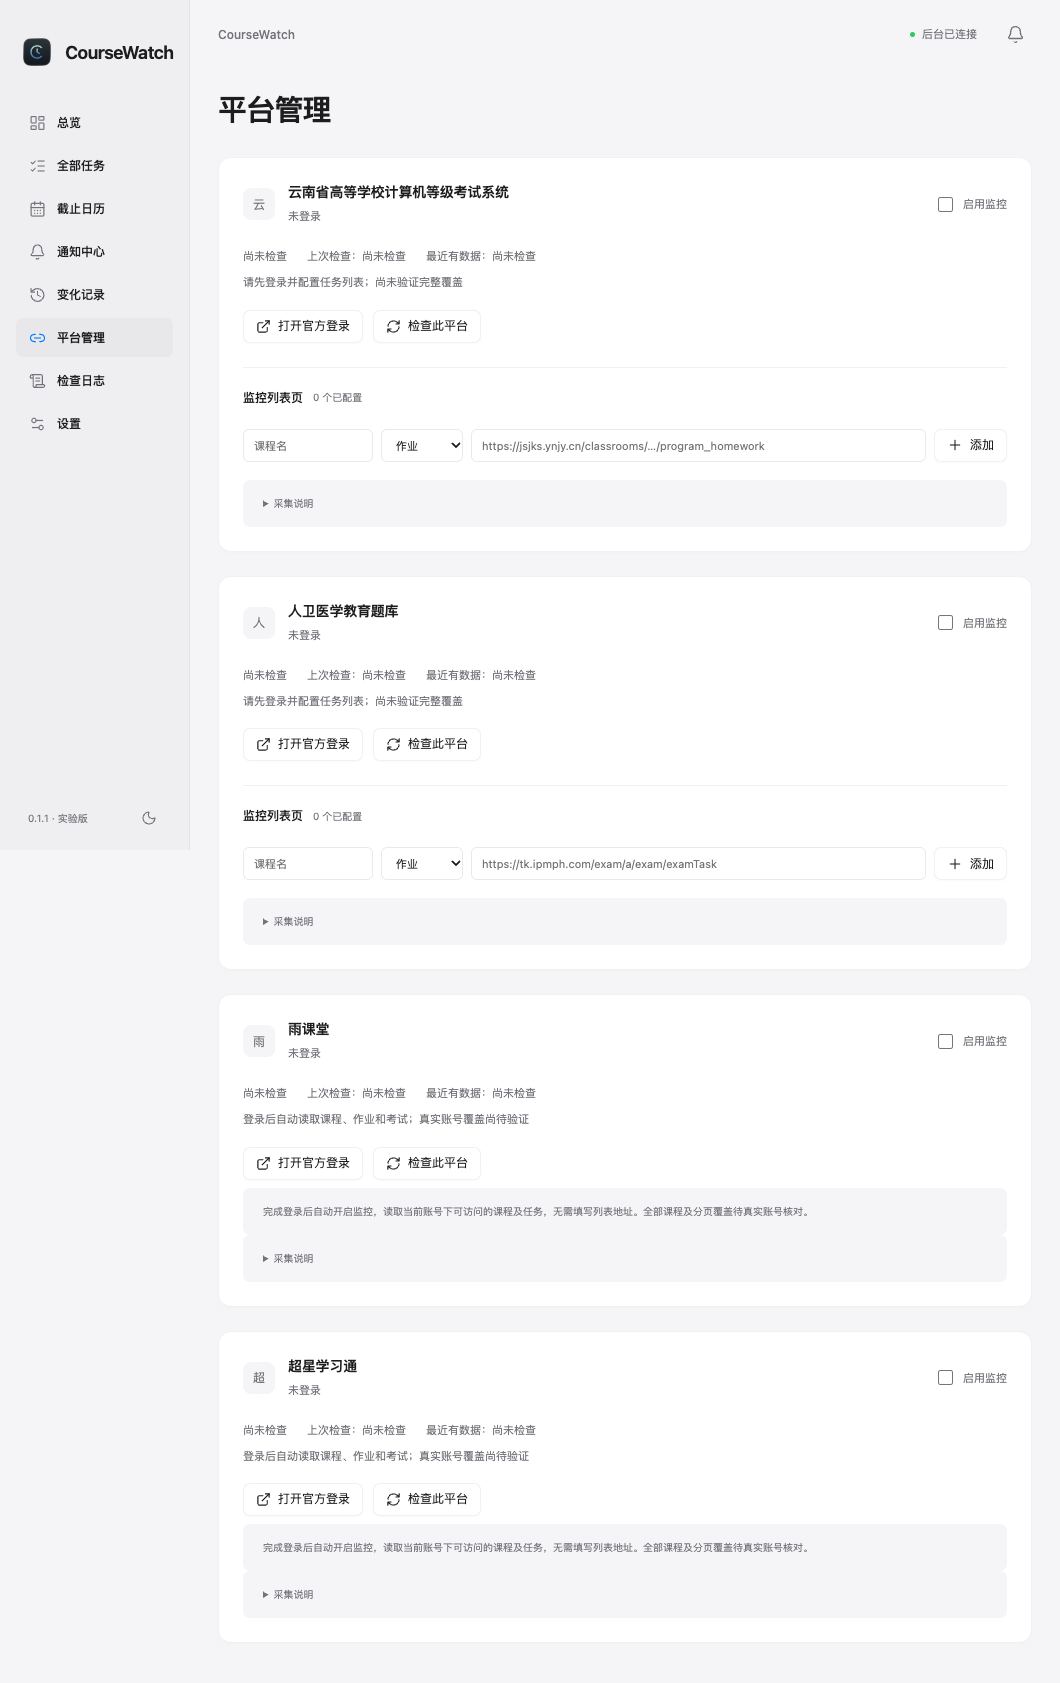 CourseWatch
总览
全部任务
截止日历
通知中心
变化记录
平台管理
检查日志
设置
0.1.1 · 实验版
CourseWatch
后台已连接
平台管理
云
云南省高等学校计算机等级考试系统
未登录
启用监控
尚未检查 上次检查：尚未检查 最近有数据：尚未检查
请先登录并配置任务列表；尚未验证完整覆盖
打开官方登录 检查此平台
监控列表页 0 个已配置
课程名 作业 https://jsjks.ynjy.cn/classrooms/.../program_homework 添加
采集说明
人
人卫医学教育题库
未登录
启用监控
尚未检查 上次检查：尚未检查 最近有数据：尚未检查
请先登录并配置任务列表；尚未验证完整覆盖
打开官方登录 检查此平台
监控列表页 0 个已配置
课程名 作业 https://tk.ipmph.com/exam/a/exam/examTask 添加
采集说明
雨
雨课堂
未登录
启用监控
尚未检查 上次检查：尚未检查 最近有数据：尚未检查
登录后自动读取课程、作业和考试；真实账号覆盖尚待验证
打开官方登录 检查此平台
完成登录后自动开启监控，读取当前账号下可访问的课程及任务，无需填写列表地址。全部课程及分页覆盖待真实账号核对。
采集说明
超
超星学习通
未登录
启用监控
尚未检查 上次检查：尚未检查 最近有数据：尚未检查
登录后自动读取课程、作业和考试；真实账号覆盖尚待验证
打开官方登录 检查此平台
完成登录后自动开启监控，读取当前账号下可访问的课程及任务，无需填写列表地址。全部课程及分页覆盖待真实账号核对。
采集说明